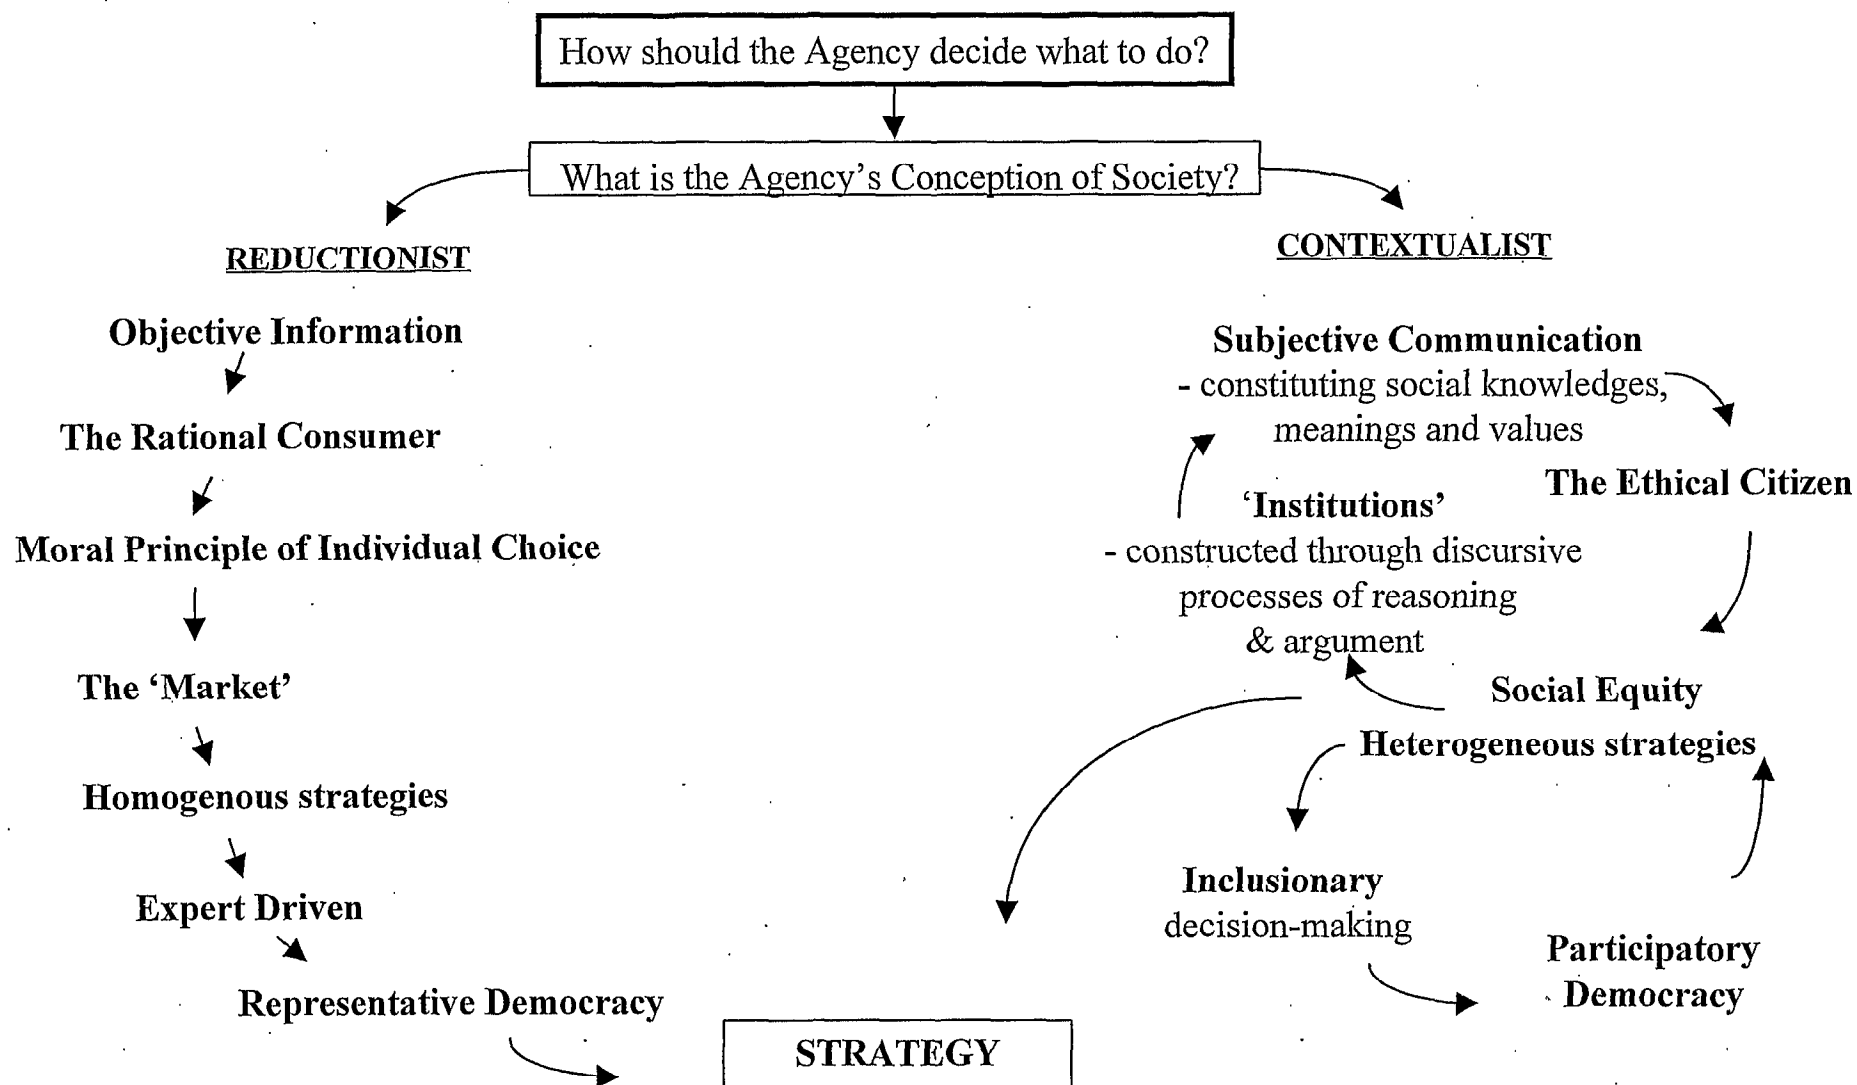 How should the Agency decide what to do?
What is the Agency’s Conception of Society?
REDUCTIONIST
Objective Information
The Rational Consumer
Moral Principle of Individual Choice
The ‘Market’
Homogenous strategies
Expert Driven
Representative Democracy
CONTEXTUALIST
Subjective Communication
- constituting social knowledges,
meanings and values
The Ethical Citizen
‘Institutions’
- constructed through discursive
processes of reasoning
& argument
Social Equity
Heterogeneous strategies
Inclusionary
decision-making
Participatory
Democracy
STRATEGY